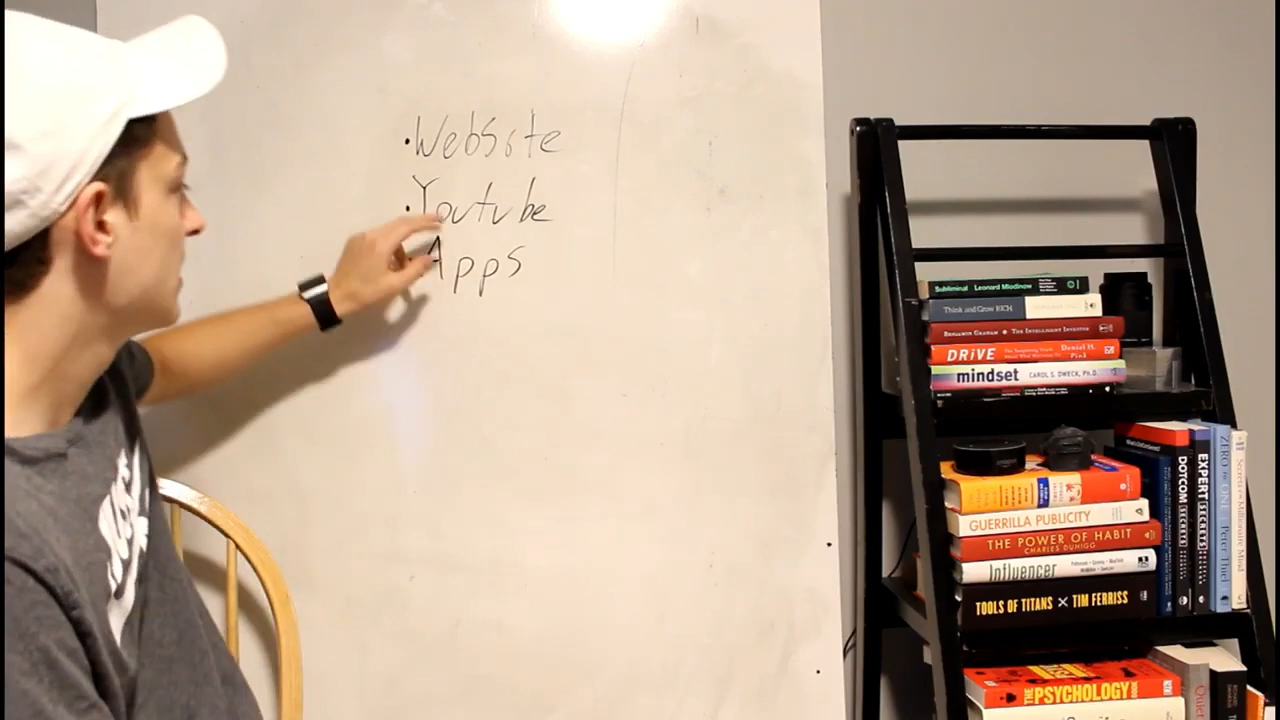 ·Website
·Youtube
·Apps
Subliminal Leonard Mlodinow
Think and Grow RICH
BENJAMIN GRAHAM THE INTELLIGENT INVESTOR
DRiVE Daniel H. Pink
mindset CAROL S. DWECK, Ph.D.
GUERRILLA PUBLICITY
THE POWER OF HABIT
CHARLES DUHIGG
Influencer
TOOLS OF TITANS × TIM FERRISS
DOTCOM SECRETS
EXPERT SECRETS
ZERO to ONE Peter Thiel
Secrets of the Millionaire Mind
THE PSYCHOLOGY BOOK
Quiet